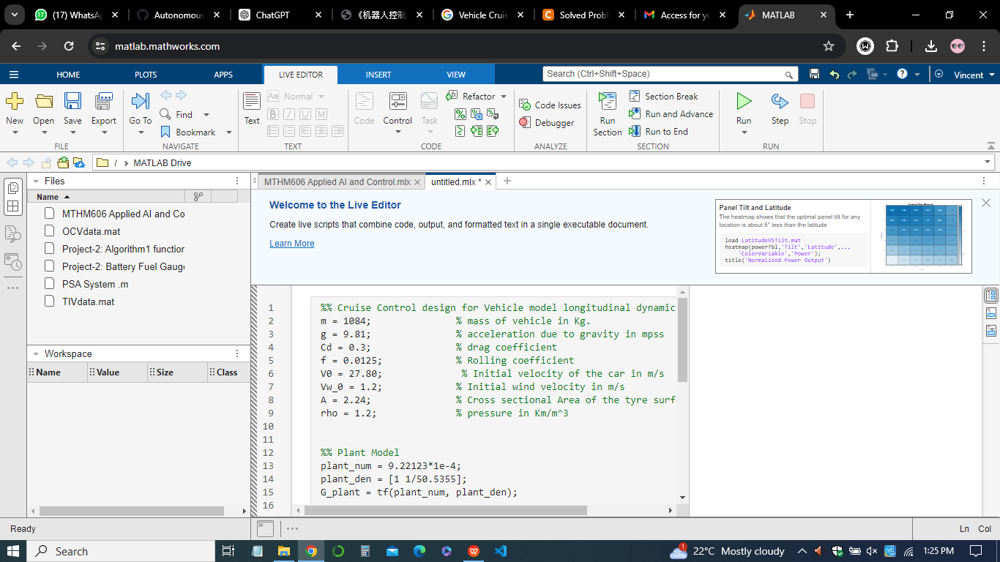 (17) WhatsA
Autonomous
ChatGPT
《机器人控制
Vehicle Cruis
Solved Probl
Access for yo
MATLAB
matlab.mathworks.com
HOME
PLOTS
APPS
LIVE EDITOR
INSERT
VIEW
Search (Ctrl+Shift+Space)
Vincent
New
Open
Save
Export
FILE
Go To
Find
Bookmark
NAVIGATE
Text
Aa Normal
B I U M
TEXT
Code
Control
Task
Refactor
CODE
Code Issues
Debugger
ANALYZE
Run Section
Section Break
Run and Advance
Run to End
SECTION
Run
Step
Stop
RUN
/ MATLAB Drive
Files
Name
MTHM606 Applied AI and Co
OCVdata.mat
Project-2: Algorithm1 function
Project-2: Battery Fuel Gauge
PSA System .m
TIVdata.mat
Workspace
Name Value Size Class
MTHM606 Applied AI and Control.mlx
untitled.mlx *
Welcome to the Live Editor
Create live scripts that combine code, output, and formatted text in a single executable document.
Learn More
Panel Tilt and Latitude
The heatmap shows that the optimal panel tilt for any
location is about 5° less than the latitude
load LatitudeVSTilt.mat
heatmap(powerTbl,'Tilt','Latitude',...
'ColorVariable','Power');
title('Normalized Power Output')
1 %% Cruise Control design for Vehicle model longitudinal dynamic
2 m = 1084; % mass of vehicle in Kg.
3 g = 9.81; % acceleration due to gravity in mpss
4 Cd = 0.3; % drag coefficient
5 f = 0.0125; % Rolling coefficient
6 V0 = 27.80; % Initial velocity of the car in m/s
7 Vw_0 = 1.2; % Initial wind velocity in m/s
8 A = 2.24; % Cross sectional Area of the tyre surf
9 rho = 1.2; % pressure in Km/m^3
10
11
12 %% Plant Model
13 plant_num = 9.22123*1e-4;
14 plant_den = [1 1/50.5355];
15 G_plant = tf(plant_num, plant_den);
16
Ready
Ln Col
Search
1
22°C Mostly cloudy
1:25 PM